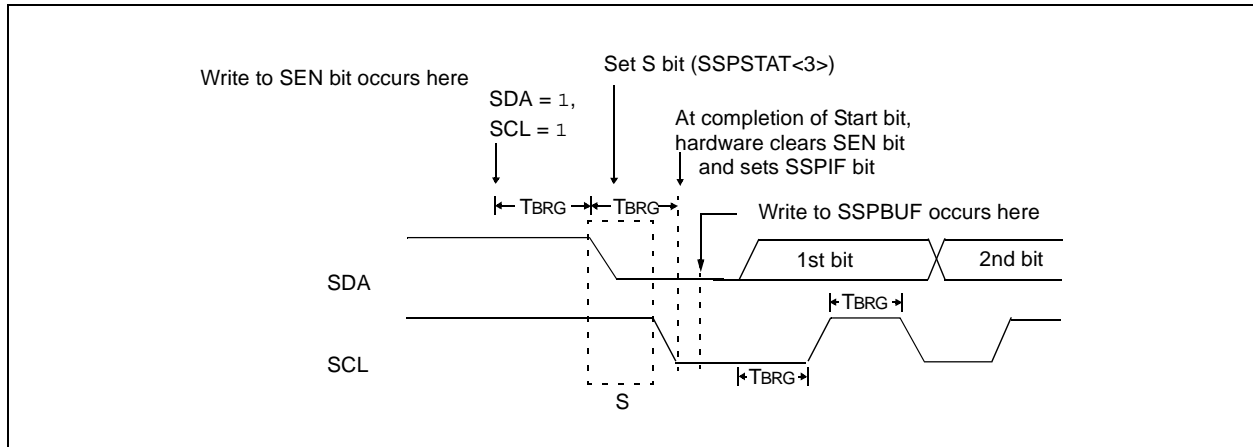 Write to SEN bit occurs here
Set S bit (SSPSTAT<3>)
SDA = 1,
SCL = 1
At completion of Start bit,
hardware clears SEN bit
and sets SSPIF bit
TBRG
TBRG
Write to SSPBUF occurs here
SDA
1st bit
2nd bit
TBRG
SCL
TBRG
S